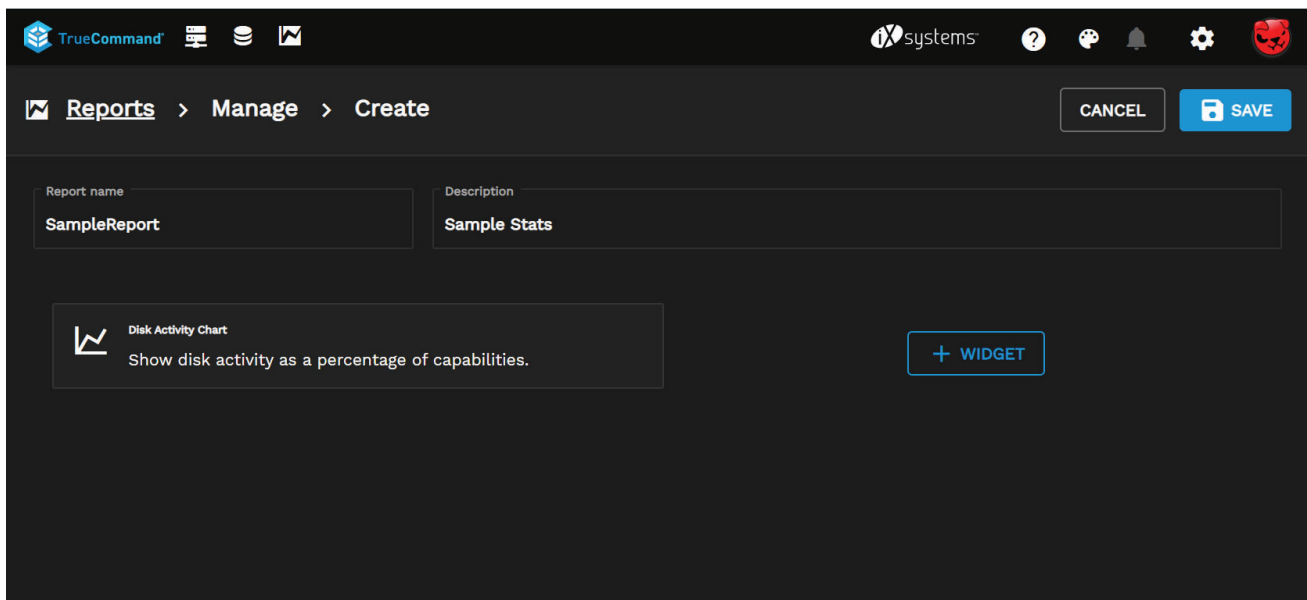 TrueCommand
iXsystems
Reports > Manage > Create
CANCEL
SAVE
Report name
SampleReport
Description
Sample Stats
Disk Activity Chart
Show disk activity as a percentage of capabilities.
+ WIDGET